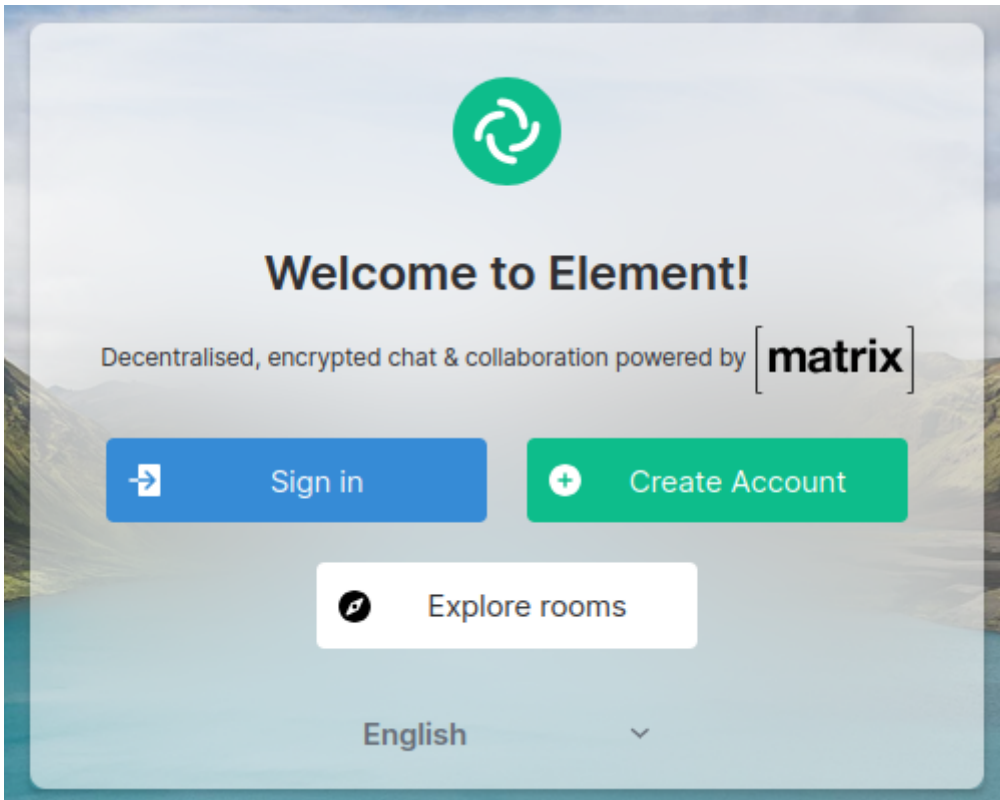 Welcome to Element!
Decentralised, encrypted chat & collaboration powered by [matrix]
Sign in
Create Account
Explore rooms
English